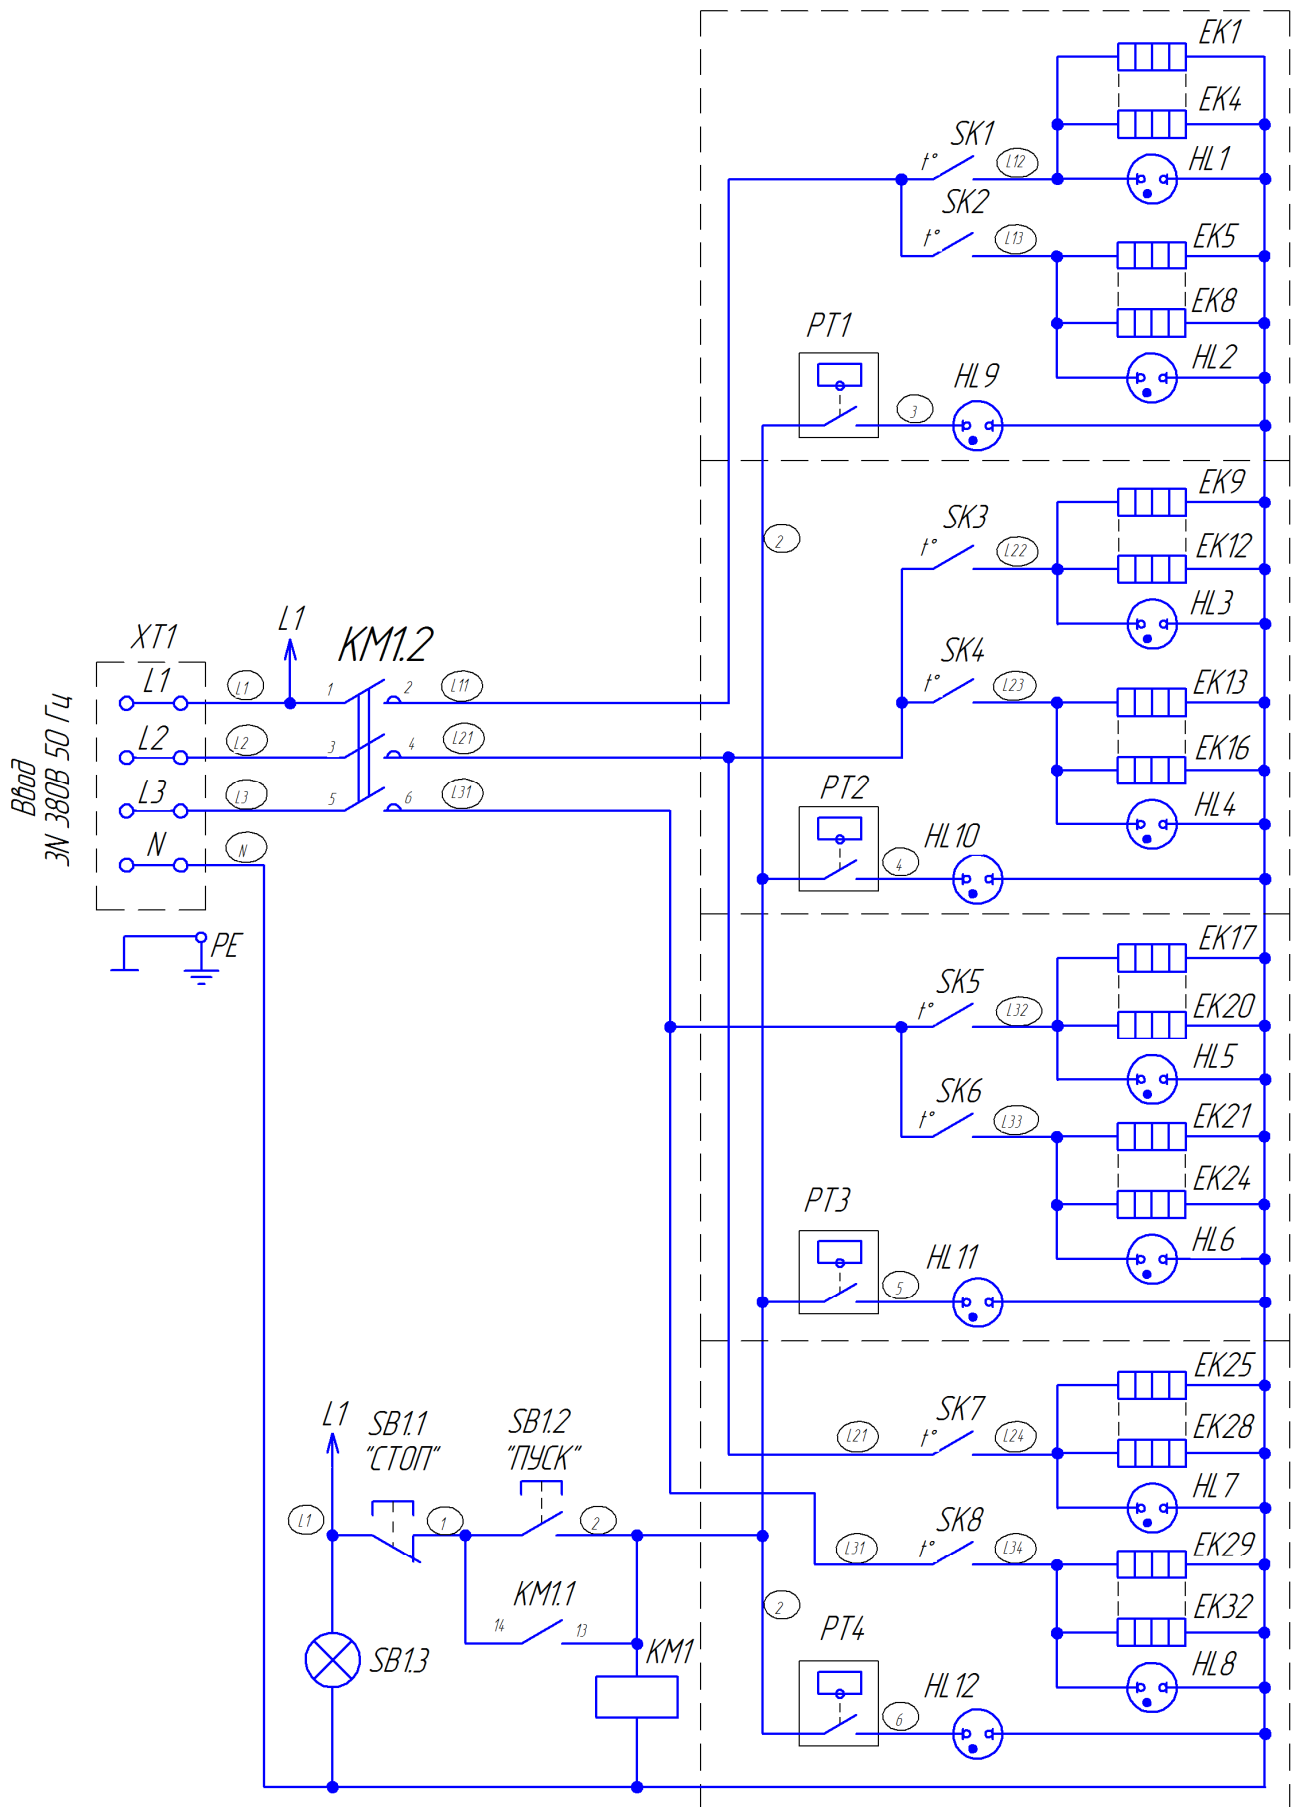 EK1
EK4
SK1
t°
L12
HL1
SK2
t°
L13
EK5
EK8
PT1
HL2
HL9
3
EK9
SK3
t°
L22
EK12
2
HL3
L1
XT1
KM1.2
SK4
t°
L23
EK13
L1
L1
1
2
L11
L2
L2
3
4
L21
EK16
L3
L3
5
6
L31
PT2
HL4
N
N
HL10
4
Ввод
3N 380В 50 Гц
PE
EK17
SK5
t°
L32
EK20
HL5
SK6
t°
L33
EK21
EK24
PT3
HL6
HL11
5
EK25
L1
SB1.1
"СТОП"
SB1.2
"ПУСК"
SK7
L21
t°
L24
EK28
HL7
L1
1
2
SK8
L31
t°
L34
EK29
KM1.1
14
13
2
EK32
PT4
SB1.3
KM1
HL8
HL12
6